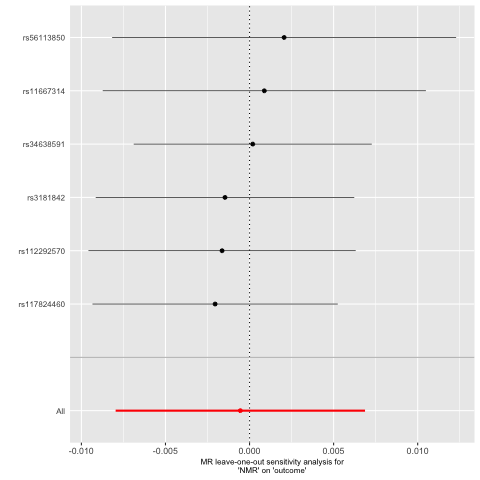 rs56113850
rs11667314
rs34638591
rs3181842
rs112292570
rs117824460
All
-0.010
-0.005
0.000
0.005
0.010
MR leave-one-out sensitivity analysis for
'NMR' on 'outcome'